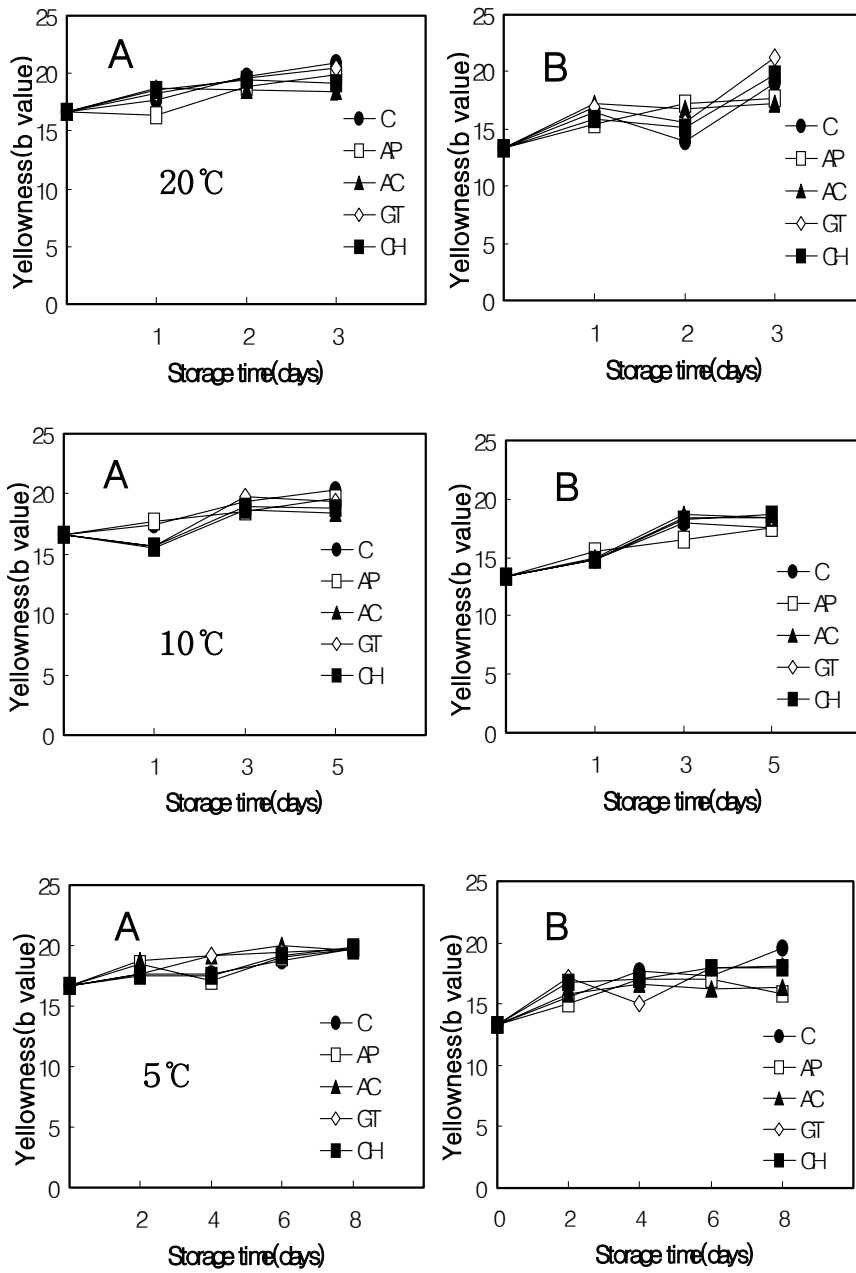 A
Yellowness(b value)
25
20
15
10
5
0
20℃
C
AP
AC
GT
CH
1 2 3
Storage time(days)
B
Yellowness(b value)
25
20
15
10
5
0
C
AP
AC
GT
CH
1 2 3
Storage time(days)
A
Yellowness(b value)
25
20
15
10
5
0
10℃
C
AP
AC
GT
CH
1 3 5
Storage time(days)
B
Yellowness(b value)
25
20
15
10
5
0
C
AP
AC
GT
CH
1 3 5
Storage time(days)
A
Yellowness(b value)
25
20
15
10
5
0
5℃
C
AP
AC
GT
CH
2 4 6 8
Storage time(days)
B
Yellowness(b value)
25
20
15
10
5
0
C
AP
AC
GT
CH
0 2 4 6 8
Storage time(days)